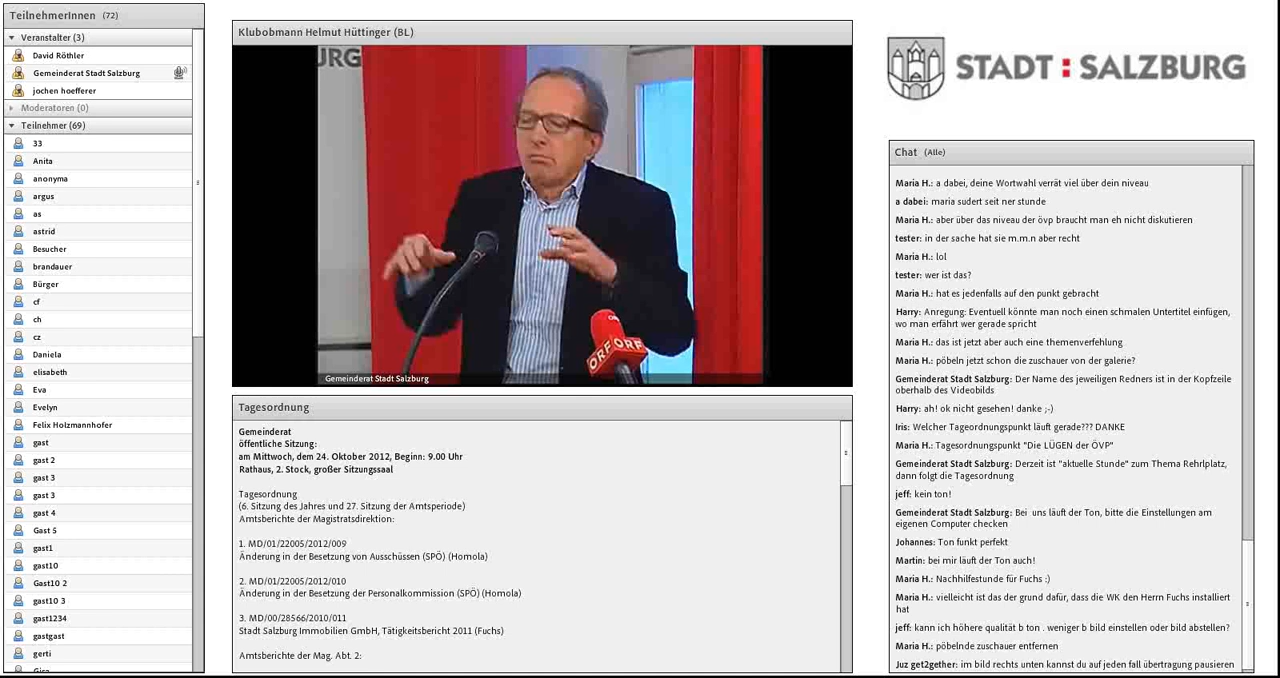 TeilnehmerInnen (72)
Veranstalter (3)
David Röthler
Gemeinderat Stadt Salzburg
jochen hoefferer
Moderatoren (0)
Teilnehmer (69)
33
Anita
anonyma
argus
as
astrid
Besucher
brandauer
Bürger
cf
ch
cz
Daniela
elisabeth
Eva
Evelyn
Felix Holzmannhofer
gast
gast 2
gast 3
gast 3
gast 4
Gast 5
gast1
gast10
Gast10 2
gast10 3
gast1234
gastgast
gerti
Gisa
Klubobmann Helmut Hüttinger (BL)
URG
ORF ORF
Gemeinderat Stadt Salzburg
Tagesordnung
Gemeinderat
öffentliche Sitzung:
am Mittwoch, dem 24. Oktober 2012, Beginn: 9.00 Uhr
Rathaus, 2. Stock, großer Sitzungssaal
Tagesordnung
(6. Sitzung des Jahres und 27. Sitzung der Amtsperiode)
Amtsberichte der Magistratsdirektion:
1. MD/01/22005/2012/009
Änderung in der Besetzung von Ausschüssen (SPÖ) (Homola)
2. MD/01/22005/2012/010
Änderung in der Besetzung der Personalkommission (SPÖ) (Homola)
3. MD/00/28566/2010/011
Stadt Salzburg Immobilien GmbH, Tätigkeitsbericht 2011 (Fuchs)
Amtsberichte der Mag. Abt. 2:
STADT : SALZBURG
Chat (Alle)
Maria H.: a dabei, deine Wortwahl verrät viel über dein niveau
a dabei: maria sudert seit ner stunde
Maria H.: aber über das niveau der övp braucht man eh nicht diskutieren
tester: in der sache hat sie m.m.n aber recht
Maria H.: lol
tester: wer ist das?
Maria H.: hat es jedenfalls auf den punkt gebracht
Harry: Anregung: Eventuell könnte man noch einen schmalen Untertitel einfügen,
wo man erfährt wer gerade spricht
Maria H.: das ist jetzt aber auch eine themenverfehlung
Maria H.: pöbeln jetzt schon die zuschauer von der galerie?
Gemeinderat Stadt Salzburg: Der Name des jeweiligen Redners ist in der Kopfzeile
oberhalb des Videobilds
Harry: ah! ok nicht gesehen! danke ;-)
Iris: Welcher Tageordnungspunkt läuft gerade??? DANKE
Maria H.: Tagesordnungspunkt "Die LÜGEN der ÖVP"
Gemeinderat Stadt Salzburg: Derzeit ist "aktuelle Stunde" zum Thema Rehrlplatz,
dann folgt die Tagesordnung
jeff: kein ton!
Gemeinderat Stadt Salzburg: Bei uns läuft der Ton, bitte die Einstellungen am
eigenen Computer checken
Johannes: Ton funkt perfekt
Martin: bei mir läuft der Ton auch!
Maria H.: Nachhilfestunde für Fuchs :)
Maria H.: vielleicht ist das der grund dafür, dass die WK den Herrn Fuchs installiert
hat
jeff: kann ich höhere qualität b ton . weniger b bild einstellen oder bild abstellen?
Maria H.: pöbelnde zuschauer entfernen
Juz get2gether: im bild rechts unten kannst du auf jeden fall übertragung pausieren